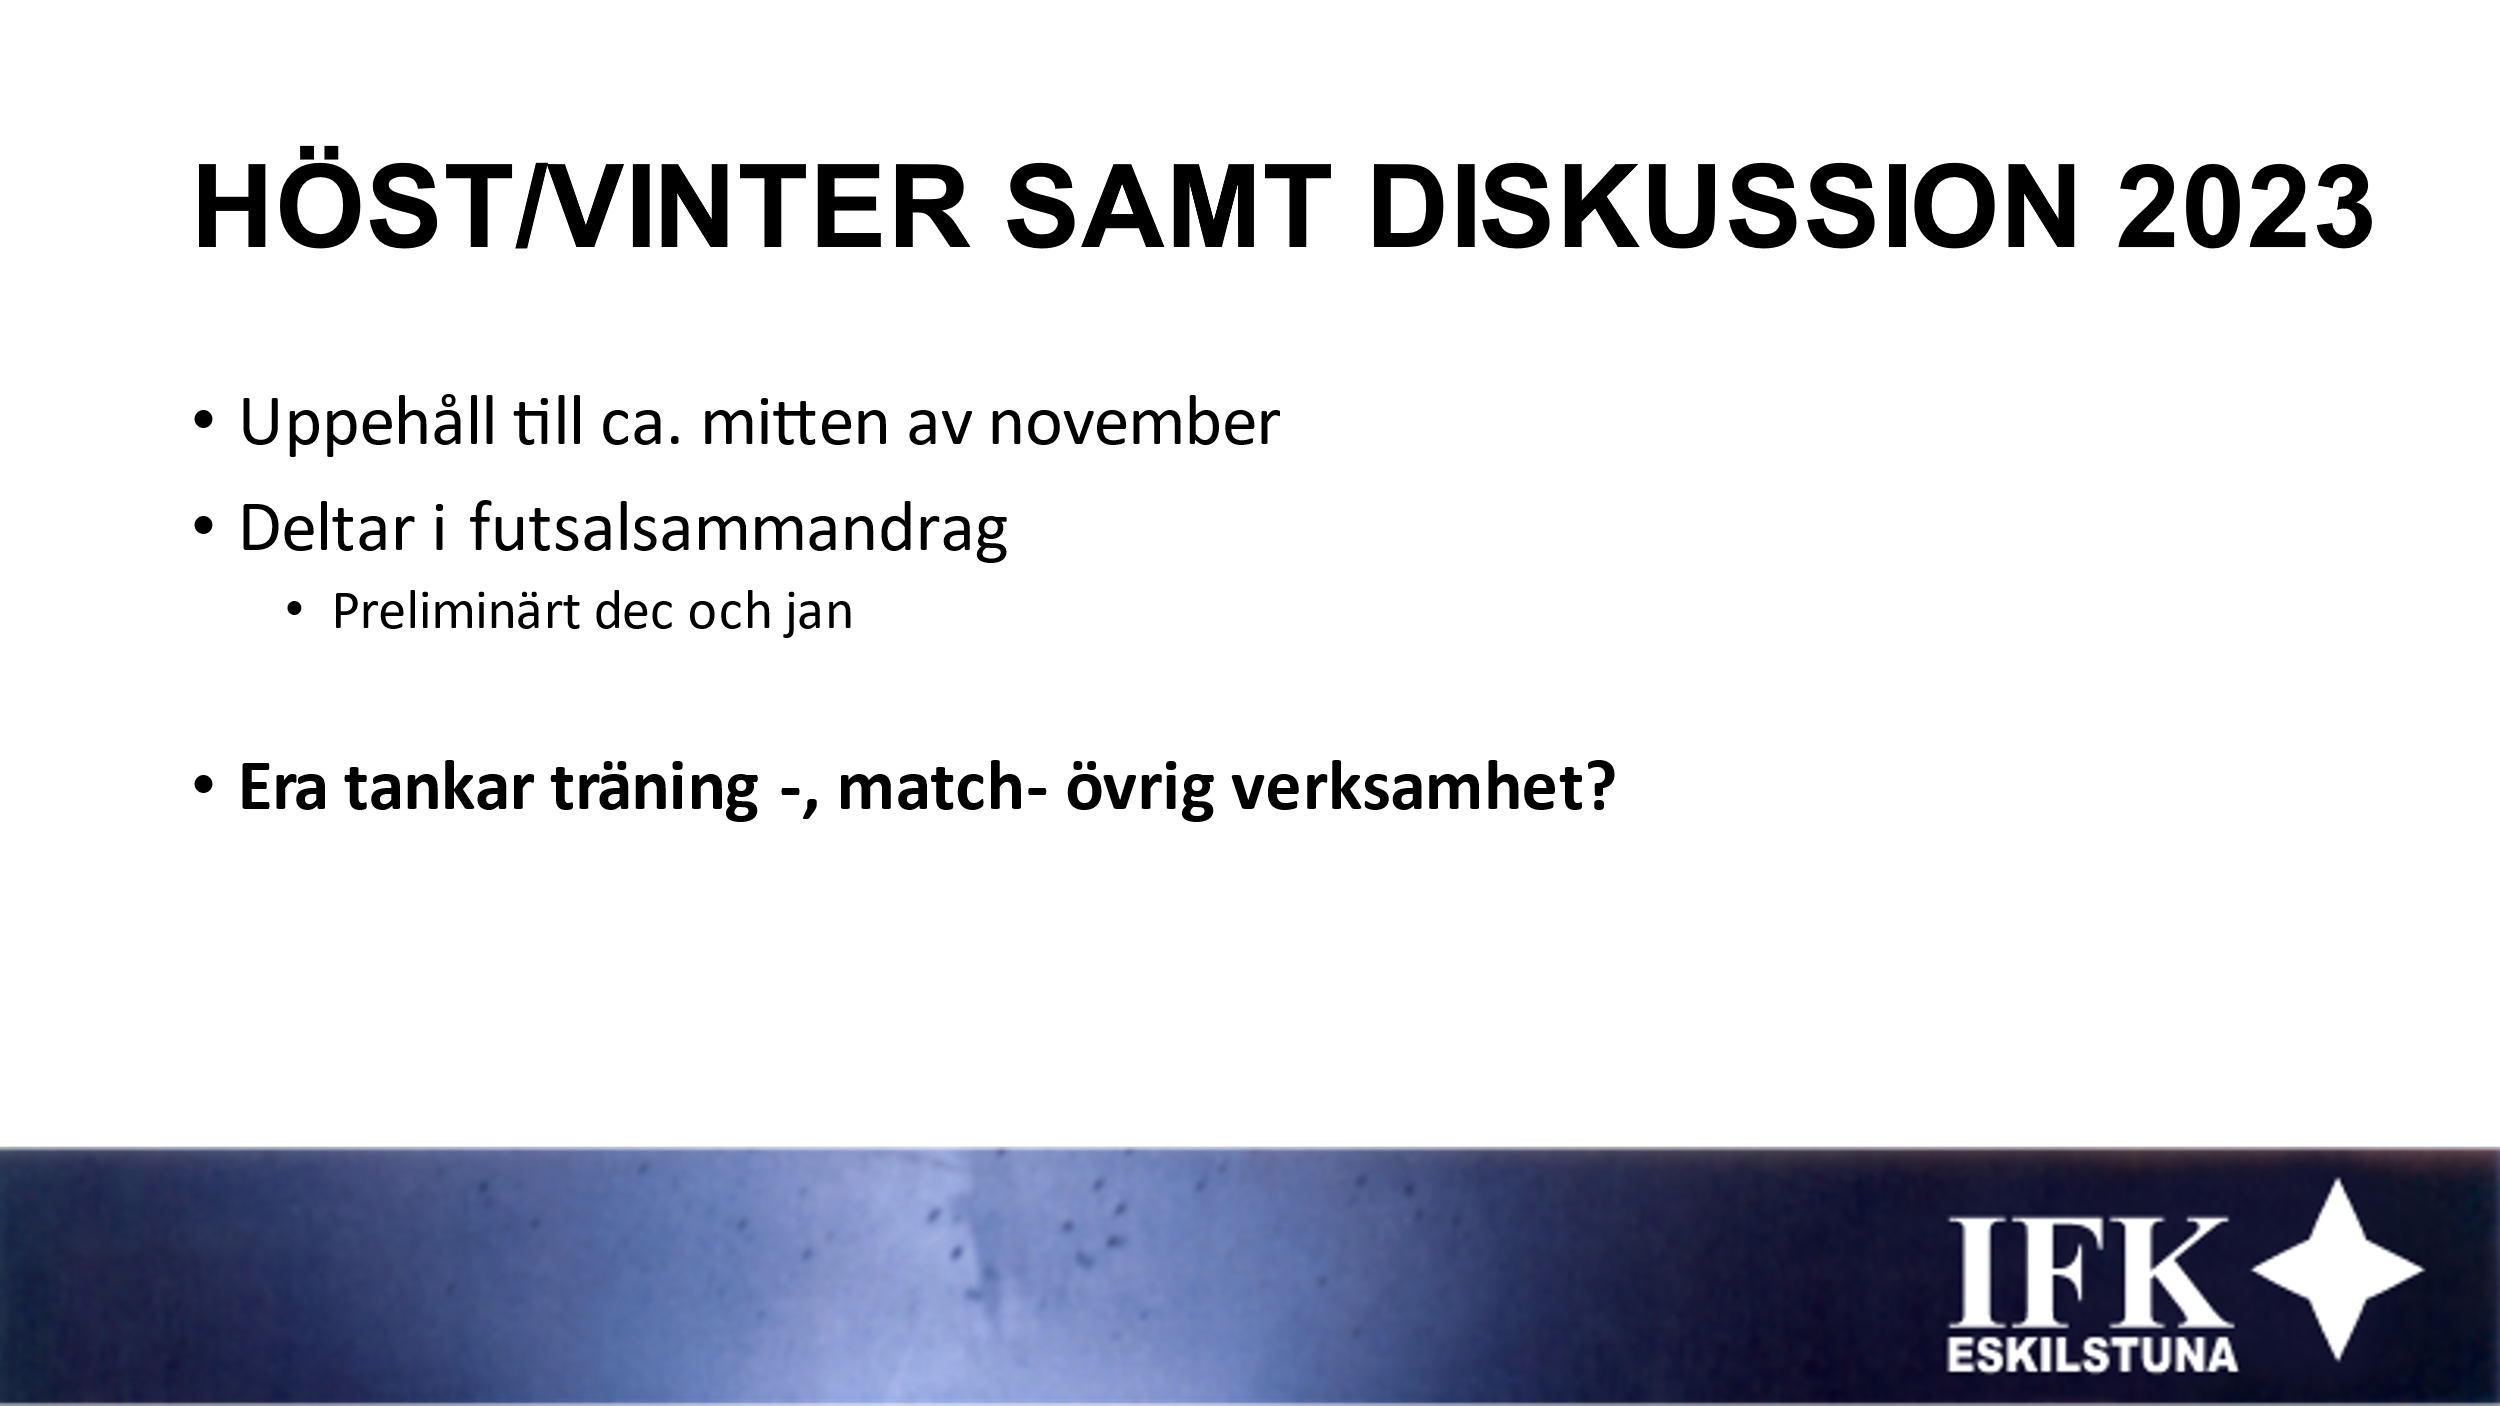 HÖST/VINTER SAMT DISKUSSION 2023
• Uppehåll till ca. mitten av november
• Deltar i futsalsammandrag
• Preliminärt dec och jan
• Era tankar träning -, match- övrig verksamhet?
IFK
ESKILSTUNA